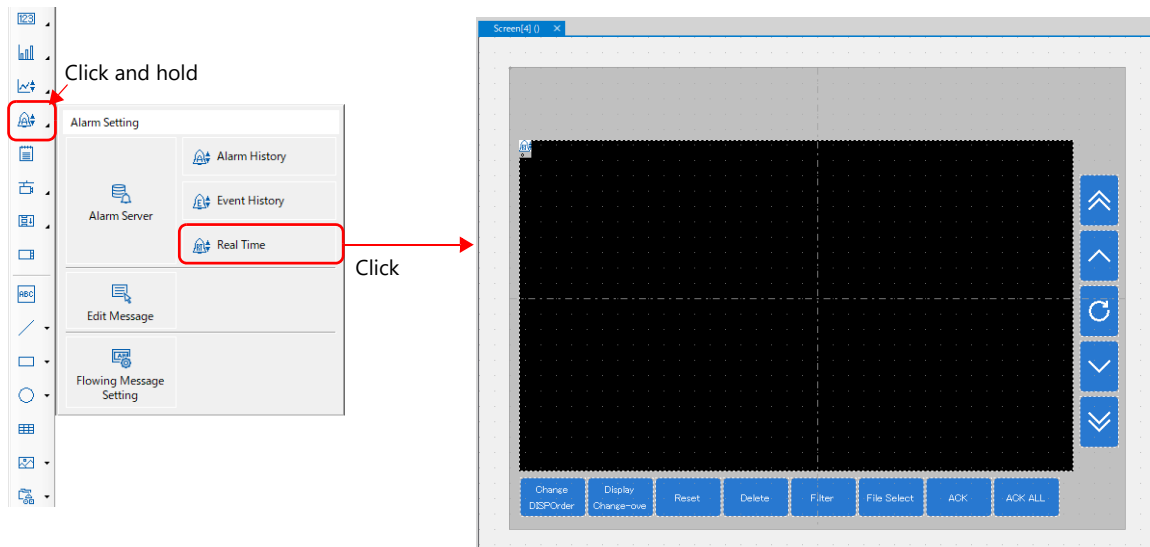 123
Click and hold
Alarm Setting
Alarm Server
Alarm History
Event History
Real Time
Edit Message
Flowing Message
Setting
ABC
Click
Screen[4] ()
Change
DISPOrder
Display
Change-ove
Reset
Delete
Filter
File Select
ACK
ACK ALL